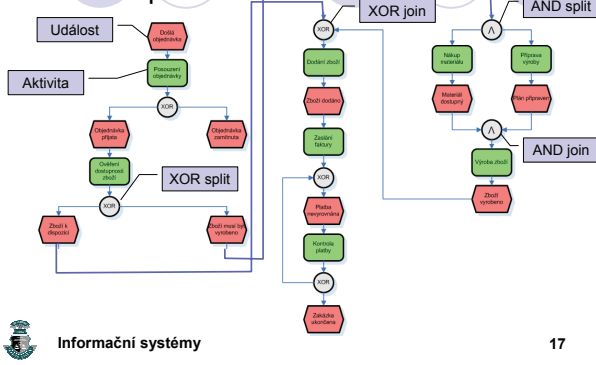 XOR join
AND split
Událost
Aktivita
Došlá
objednávka
Posouzení
objednávky
XOR
Objednávka
přijata
Objednávka
zamítnuta
Ověření
dostupnosti
zboží
XOR split
XOR
Zboží k
dispozici
Zboží musí být
vyrobeno
XOR
Dodání zboží
Zboží dodáno
Zaslání
faktury
XOR
Platba
nevyrovnána
Kontrola
platby
XOR
Zakázka
ukončena
Λ
Nákup
materiálu
Příprava
výroby
Materiál
dostupný
Plán připraven
Λ
AND join
Výroba zboží
Zboží
vyrobeno
Informační systémy
17